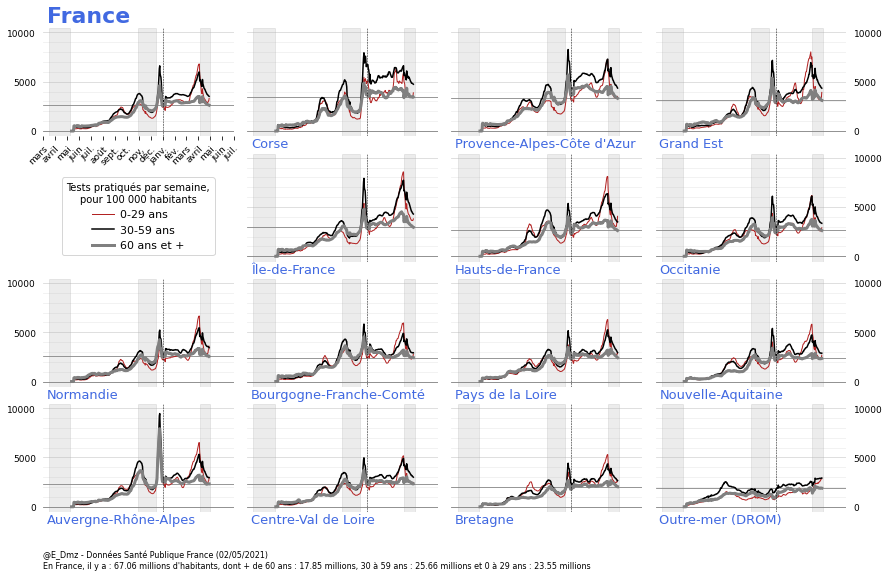 France
10000
5000
0
10000
5000
0
mars
avril
mai
juin
juil.
août
sept.
oct.
nov.
déc.
janv.
fév.
mars
avril
mai
juin
juil.
Corse
Provence-Alpes-Côte d'Azur
Grand Est
Tests pratiqués par semaine,
pour 100 000 habitants
0-29 ans
30-59 ans
60 ans et +
10000
5000
0
Île-de-France
Hauts-de-France
Occitanie
10000
5000
0
10000
5000
0
Normandie
Bourgogne-Franche-Comté
Pays de la Loire
Nouvelle-Aquitaine
10000
5000
0
10000
5000
0
Auvergne-Rhône-Alpes
Centre-Val de Loire
Bretagne
Outre-mer (DROM)
@E_Dmz - Données Santé Publique France (02/05/2021)
En France, il y a : 67.06 millions d'habitants, dont + de 60 ans : 17.85 millions, 30 à 59 ans : 25.66 millions et 0 à 29 ans : 23.55 millions